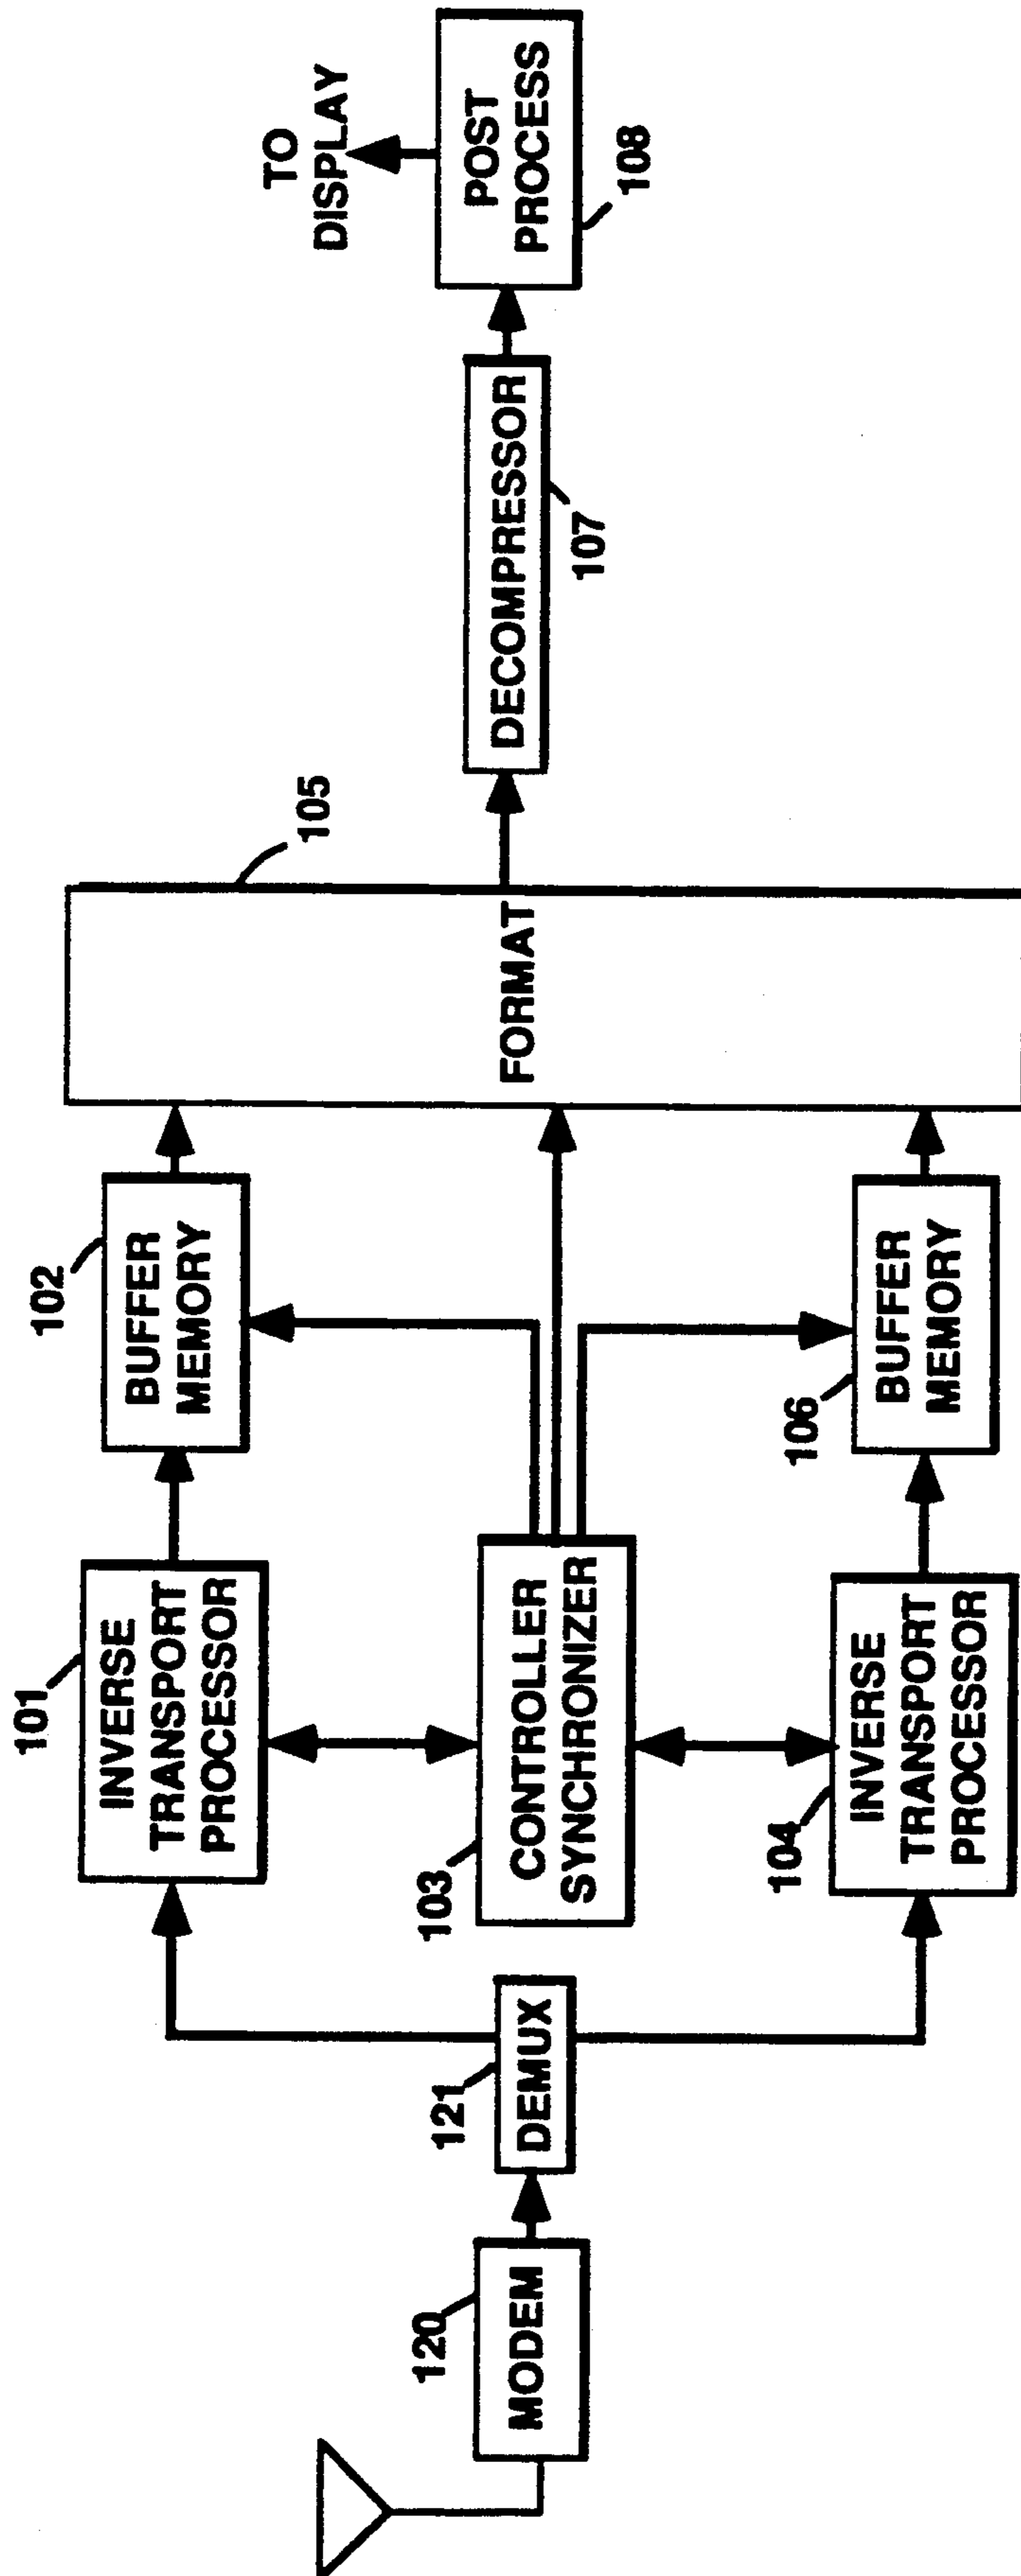 120
MODEM
121
DEMUX
101
INVERSE
TRANSPORT
PROCESSOR
103
CONTROLLER
SYNCHRONIZER
104
INVERSE
TRANSPORT
PROCESSOR
102
BUFFER
MEMORY
106
BUFFER
MEMORY
105
FORMAT
DECOMPRESSOR
107
TO
DISPLAY
POST
PROCESS
108